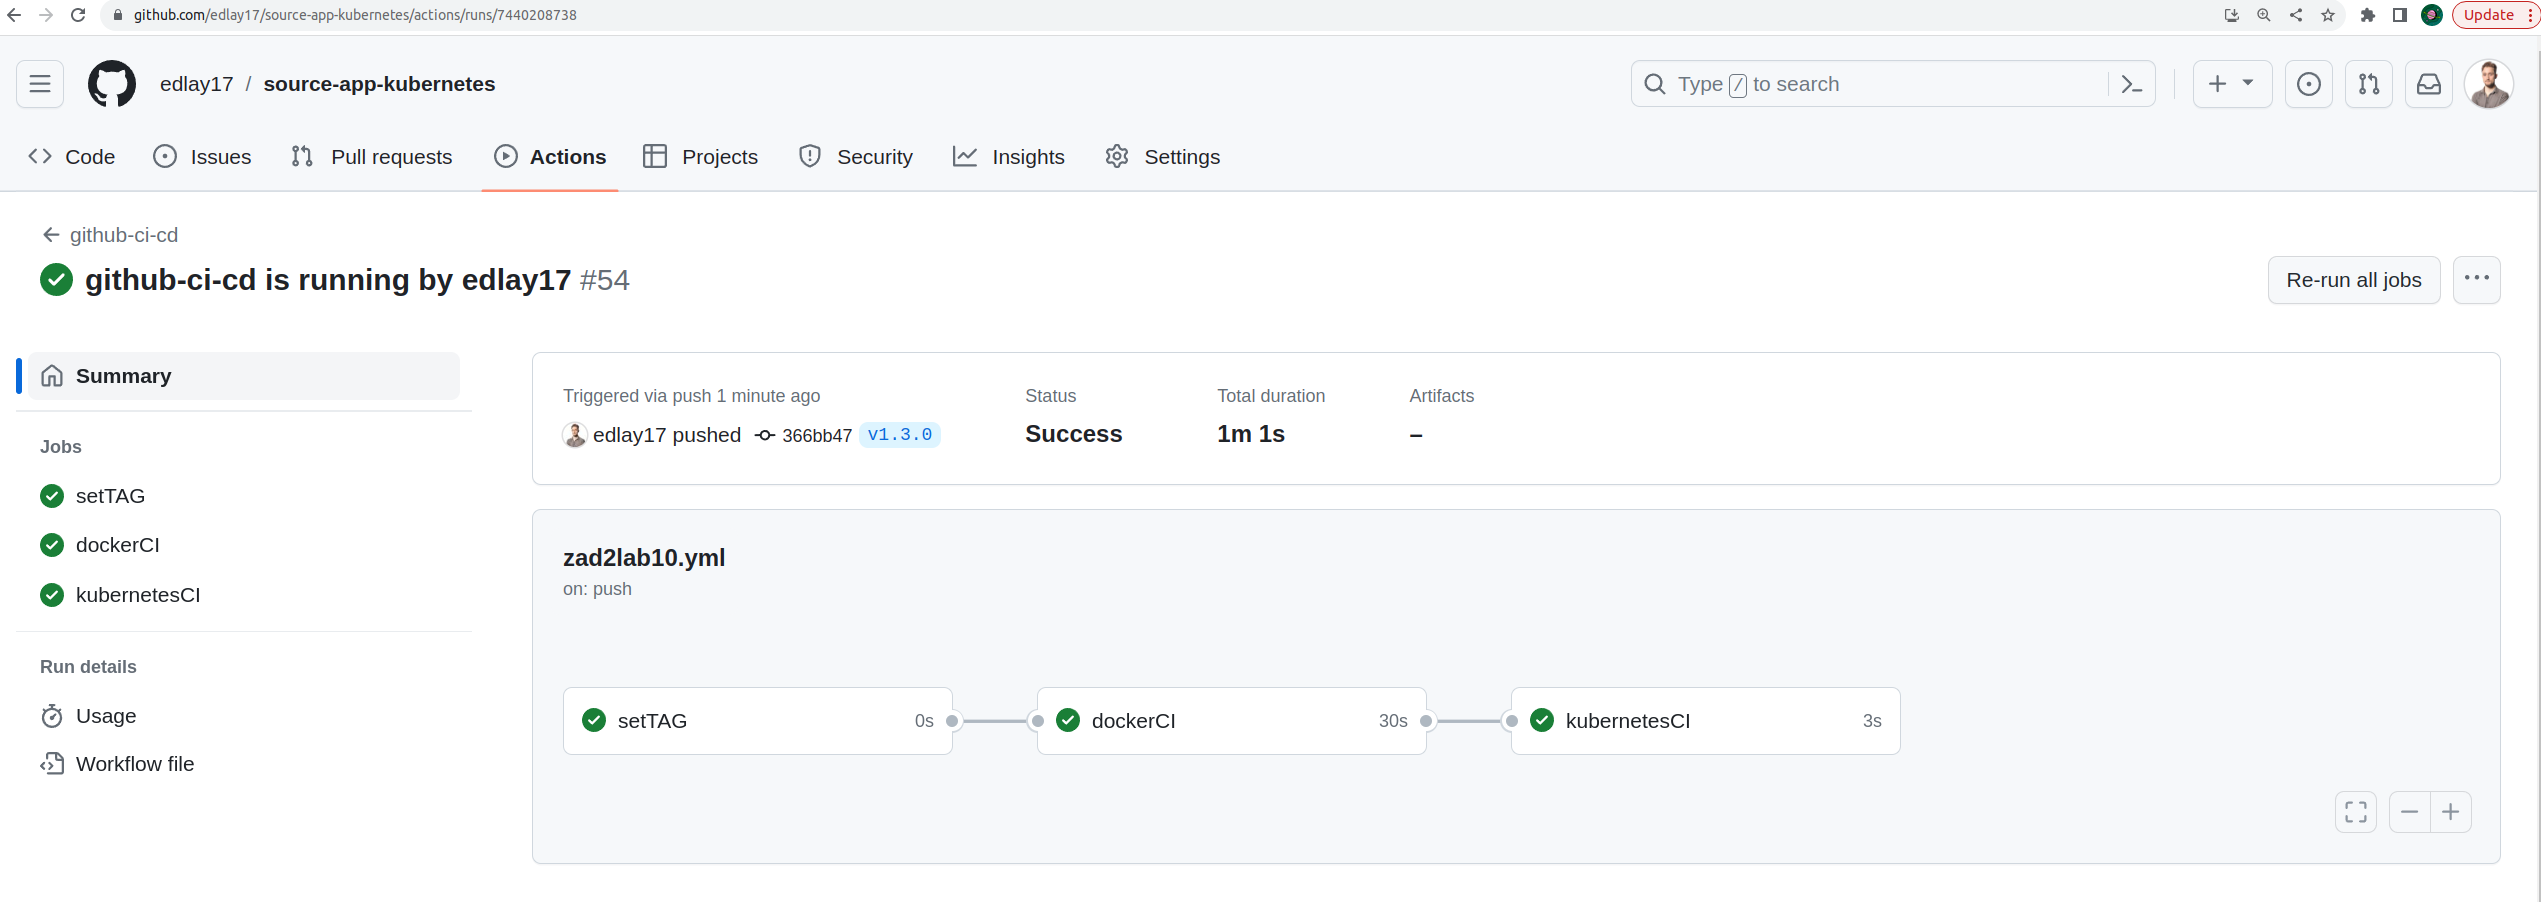 github.com/edlay17/source-app-kubernetes/actions/runs/7440208738
Update
edlay17 / source-app-kubernetes
Type / to search
Code
Issues
Pull requests
Actions
Projects
Security
Insights
Settings
github-ci-cd
github-ci-cd is running by edlay17 #54
Re-run all jobs
Summary
Jobs
setTAG
dockerCI
kubernetesCI
Run details
Usage
Workflow file
Triggered via push 1 minute ago
edlay17 pushed 366bb47 v1.3.0
Status
Success
Total duration
1m 1s
Artifacts
–
zad2lab10.yml
on: push
setTAG 0s
dockerCI 30s
kubernetesCI 3s